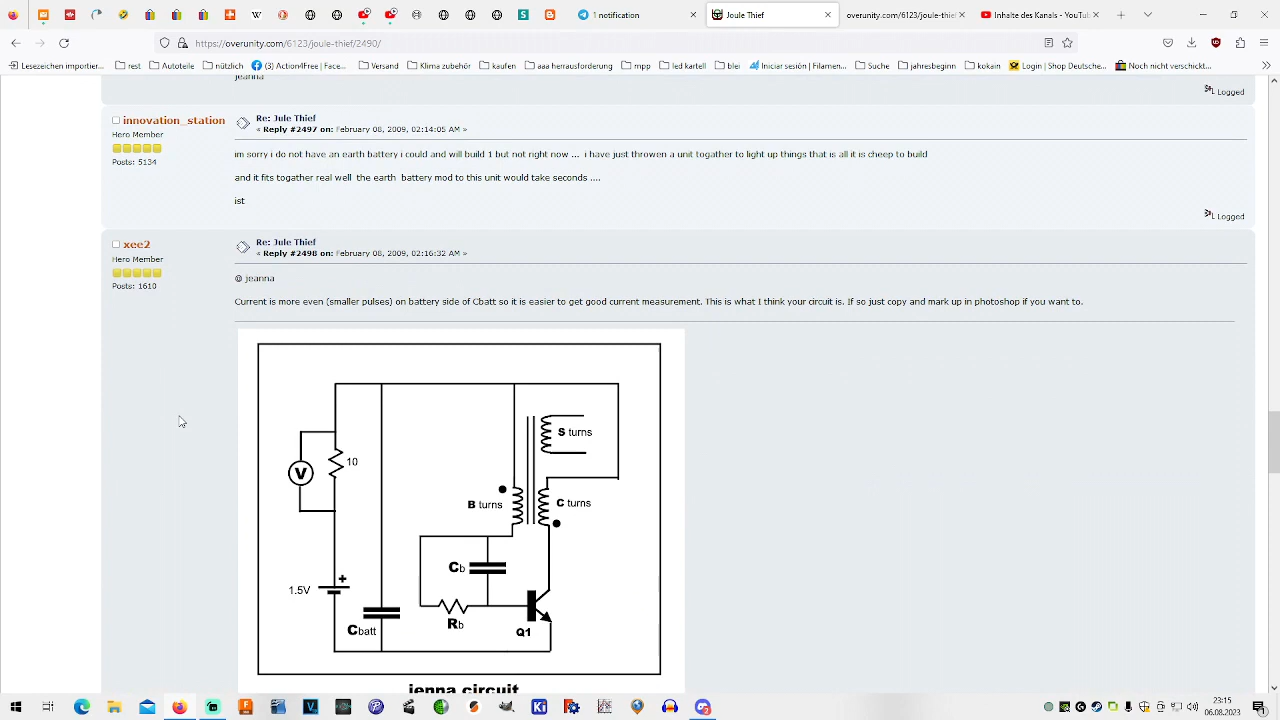 1 notification
Joule Thief
overunity.com/6123/joule-thief
Inhalte des Kanals - You
https://overunity.com/6123/joule-thief/2490/
Lesezeichen importier...
rest
Autoteile
nützlich
(3) Action4Free | Face...
Versand
Klima zubehör
kaufen
aaa herrausforderung
mpp
led kartell
blei
Iniciar sesión | Filamen...
Suche
jahresbeginn
kokain
Login | Shop Deutsche...
Noch nicht verschickt...
jeanna
Logged
innovation_station
Hero Member
Posts: 5134
Re: Jule Thief
« Reply #2497 on: February 08, 2009, 02:14:05 AM »
im sorry i do not have an earth battery i could and will build 1 but not right now ... i have just throwen a unit togather to light up things that is all it is cheep to build
and it fits togather real well the earth battery mod to this unit would take seconds ....
ist
Logged
xee2
Hero Member
Posts: 1610
Re: Jule Thief
« Reply #2498 on: February 08, 2009, 02:16:32 AM »
@ jeanna
Current is more even (smaller pulses) on battery side of Cbatt so it is easier to get good current measurement. This is what I think your circuit is. If so just copy and mark up in photoshop if you want to.
S turns
V
10
B turns
C turns
Cb
1.5V
+
Cbatt
Rb
Q1
jenna circuit
23:15
06.09.2023